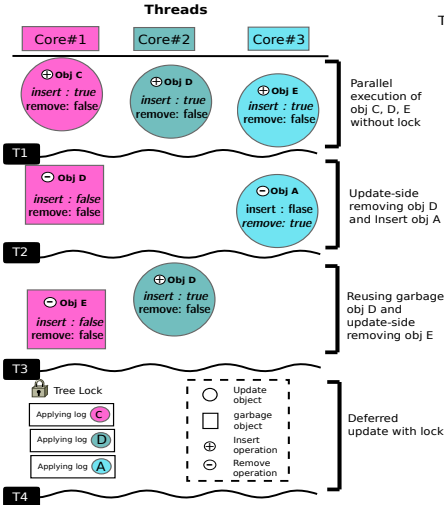 Threads
Core#1
Core#2
Core#3
⊕ Obj C
insert : true
remove: false
⊕ Obj D
insert : true
remove: false
⊕ Obj E
insert : true
remove: false
Parallel
execution of
obj C, D, E
without lock
T1
⊖ Obj D
insert : false
remove: false
⊖ Obj A
insert : flase
remove: true
Update-side
removing obj D
and Insert obj A
T2
⊖ Obj E
insert : false
remove: false
⊕ Obj D
insert : true
remove: false
Reusing garbage
obj D and
update-side
removing obj E
T3
Tree Lock
Applying log C
Applying log D
Applying log A
Update
object
garbage
object
⊕ Insert
operation
⊖ Remove
operation
Deferred
update with lock
T4